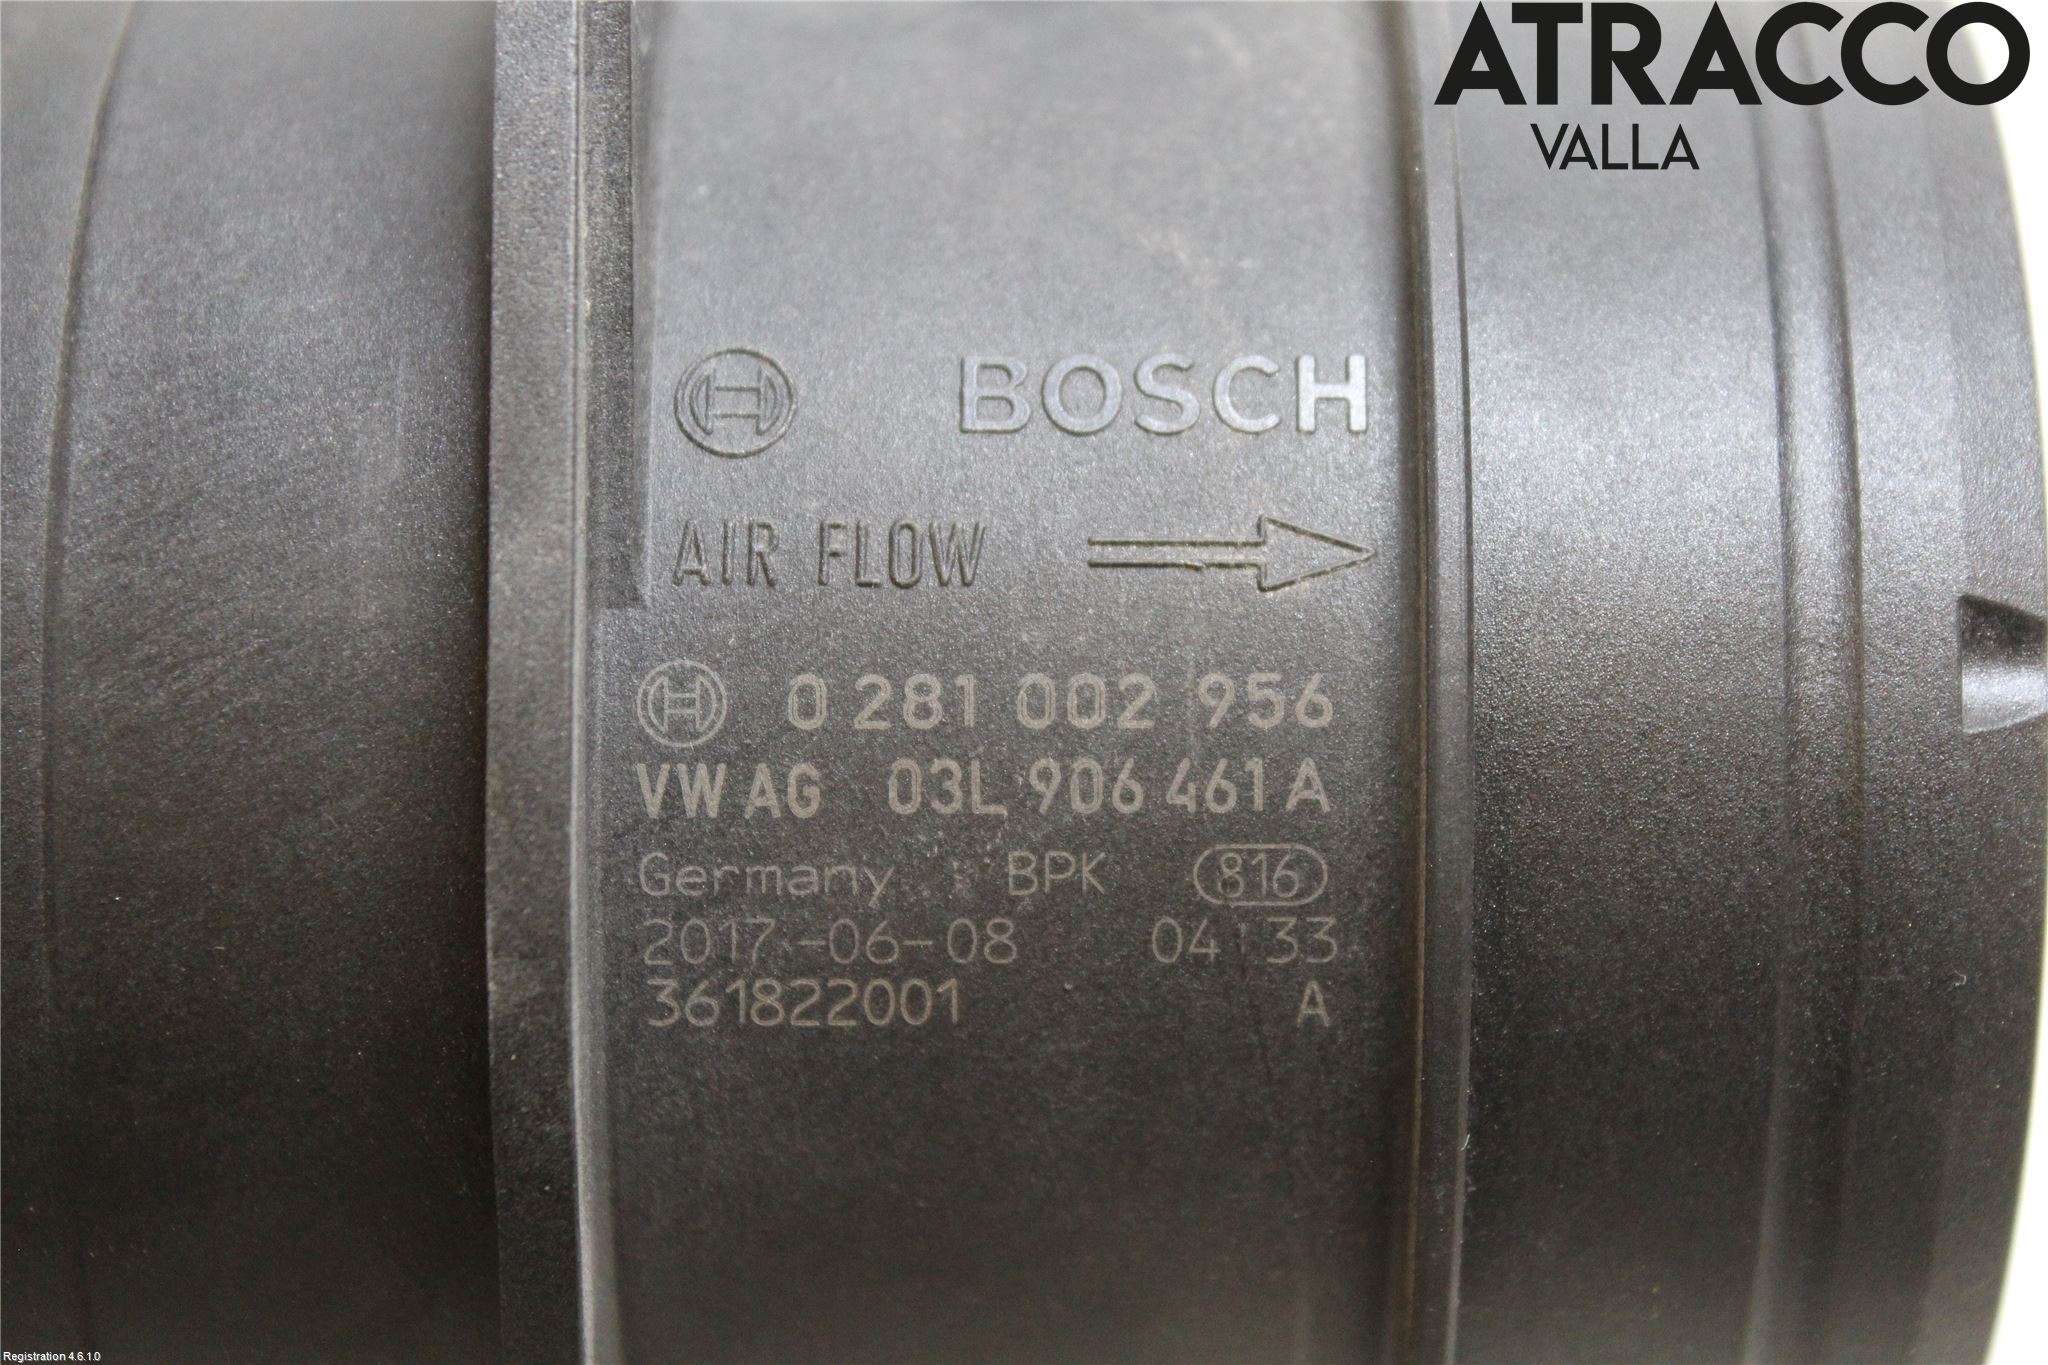 ATRACCO
VALLA
BOSCH
AIR FLOW
0 281 002 956
VW AG 03L 906 461 A
Germany BPK 816
2017-06-08 04 33
361822001 A
Registration 4.6.1.0